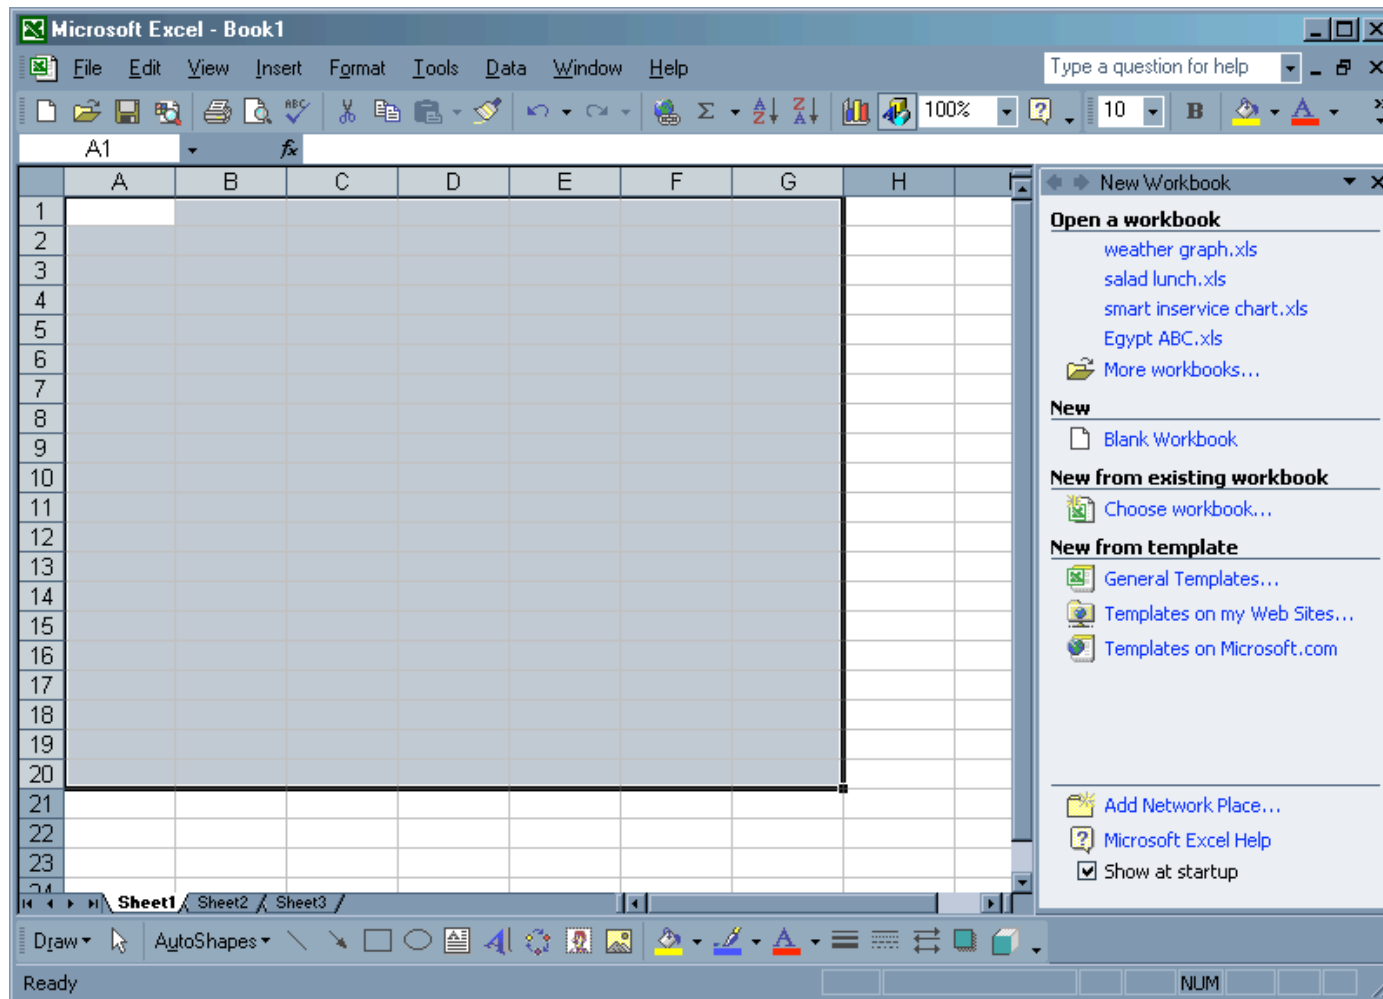 Microsoft Excel - Book1
File Edit View Insert Format Tools Data Window Help Type a question for help
ABC Σ A Z Z A 100% ? 10 B A
A1 fx
A B C D E F G H
New Workbook
1
2
3
4
5
6
7
8
9
10
11
12
13
14
15
16
17
18
19
20
21
22
23
24
Open a workbook
weather graph.xls
salad lunch.xls
smart inservice chart.xls
Egypt ABC.xls
More workbooks...
New
Blank Workbook
New from existing workbook
Choose workbook...
New from template
General Templates...
Templates on my Web Sites...
Templates on Microsoft.com
Add Network Place...
Microsoft Excel Help
Show at startup
Sheet1 Sheet2 Sheet3
Draw AutoShapes A A
Ready NUM